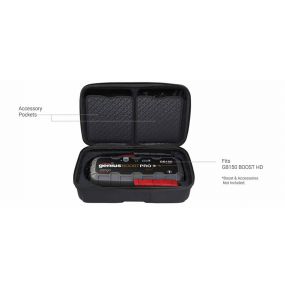 Accessory
Pockets
genius BOOST PRO
GB150
Fits
GB150 BOOST HD
*Boost & Accessories
Not Included